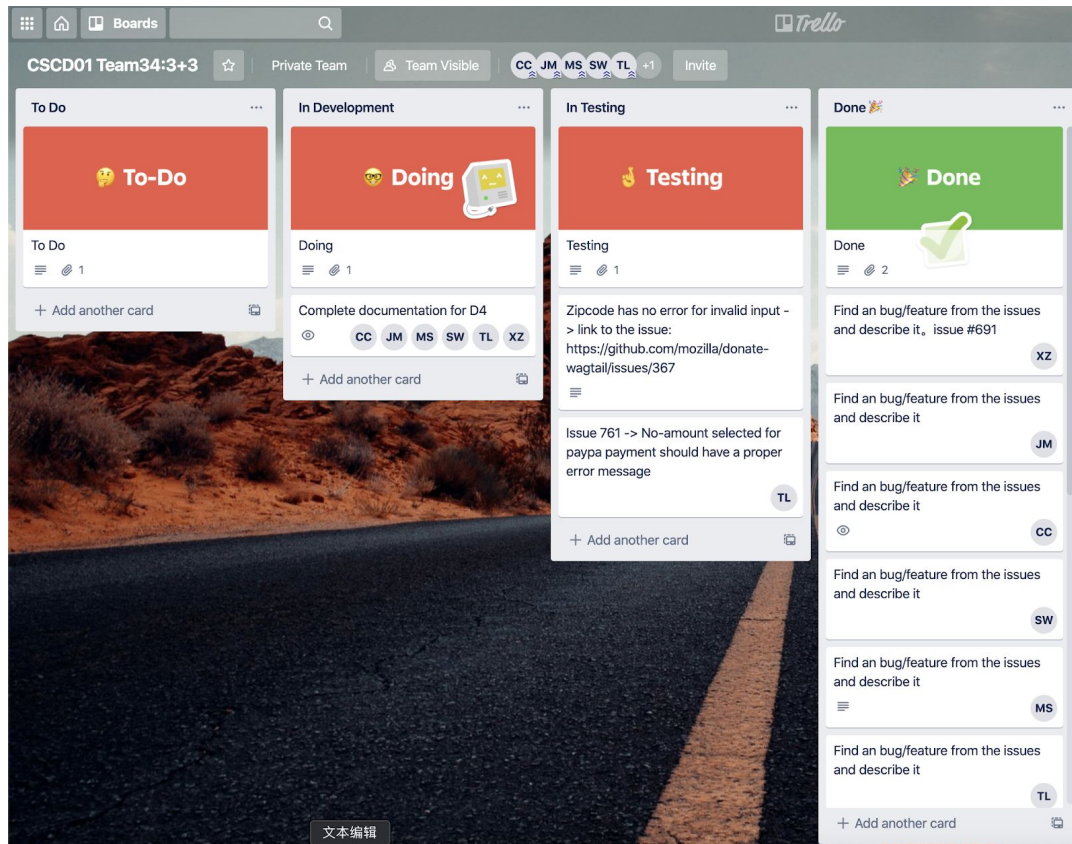 Boards
Trello
CSCD01 Team34:3+3
Private Team
Team Visible
CC JM MS SW TL +1
Invite
To Do
🤔 To-Do
To Do
1
+ Add another card
In Development
🤓 Doing
Doing
1
Complete documentation for D4
CC JM MS SW TL XZ
+ Add another card
In Testing
🤞 Testing
Testing
1
Zipcode has no error for invalid input -
> link to the issue:
https://github.com/mozilla/donate-
wagtail/issues/367
Issue 761 -> No-amount selected for
paypa payment should have a proper
error message
TL
+ Add another card
Done🎉
🎉 Done
Done
2
Find an bug/feature from the issues
and describe it。issue #691
XZ
Find an bug/feature from the issues
and describe it
JM
Find an bug/feature from the issues
and describe it
CC
Find an bug/feature from the issues
and describe it
SW
Find an bug/feature from the issues
and describe it
MS
Find an bug/feature from the issues
and describe it
TL
+ Add another card
文本编辑